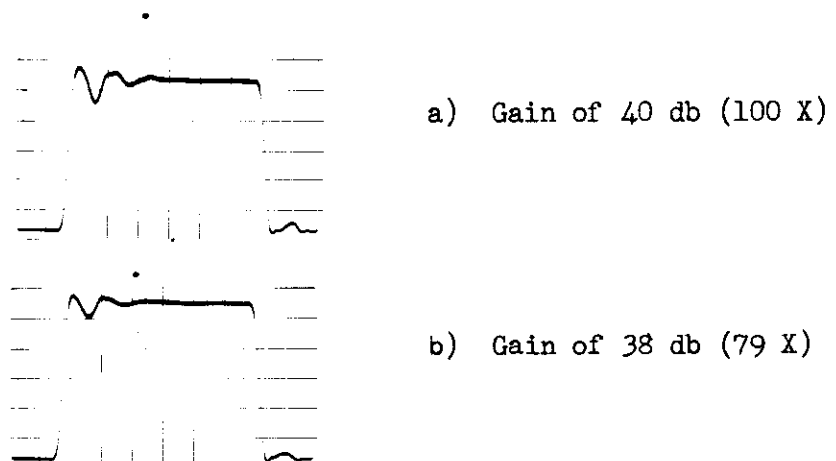 a) Gain of 40 db (100 X)
b) Gain of 38 db (79 X)